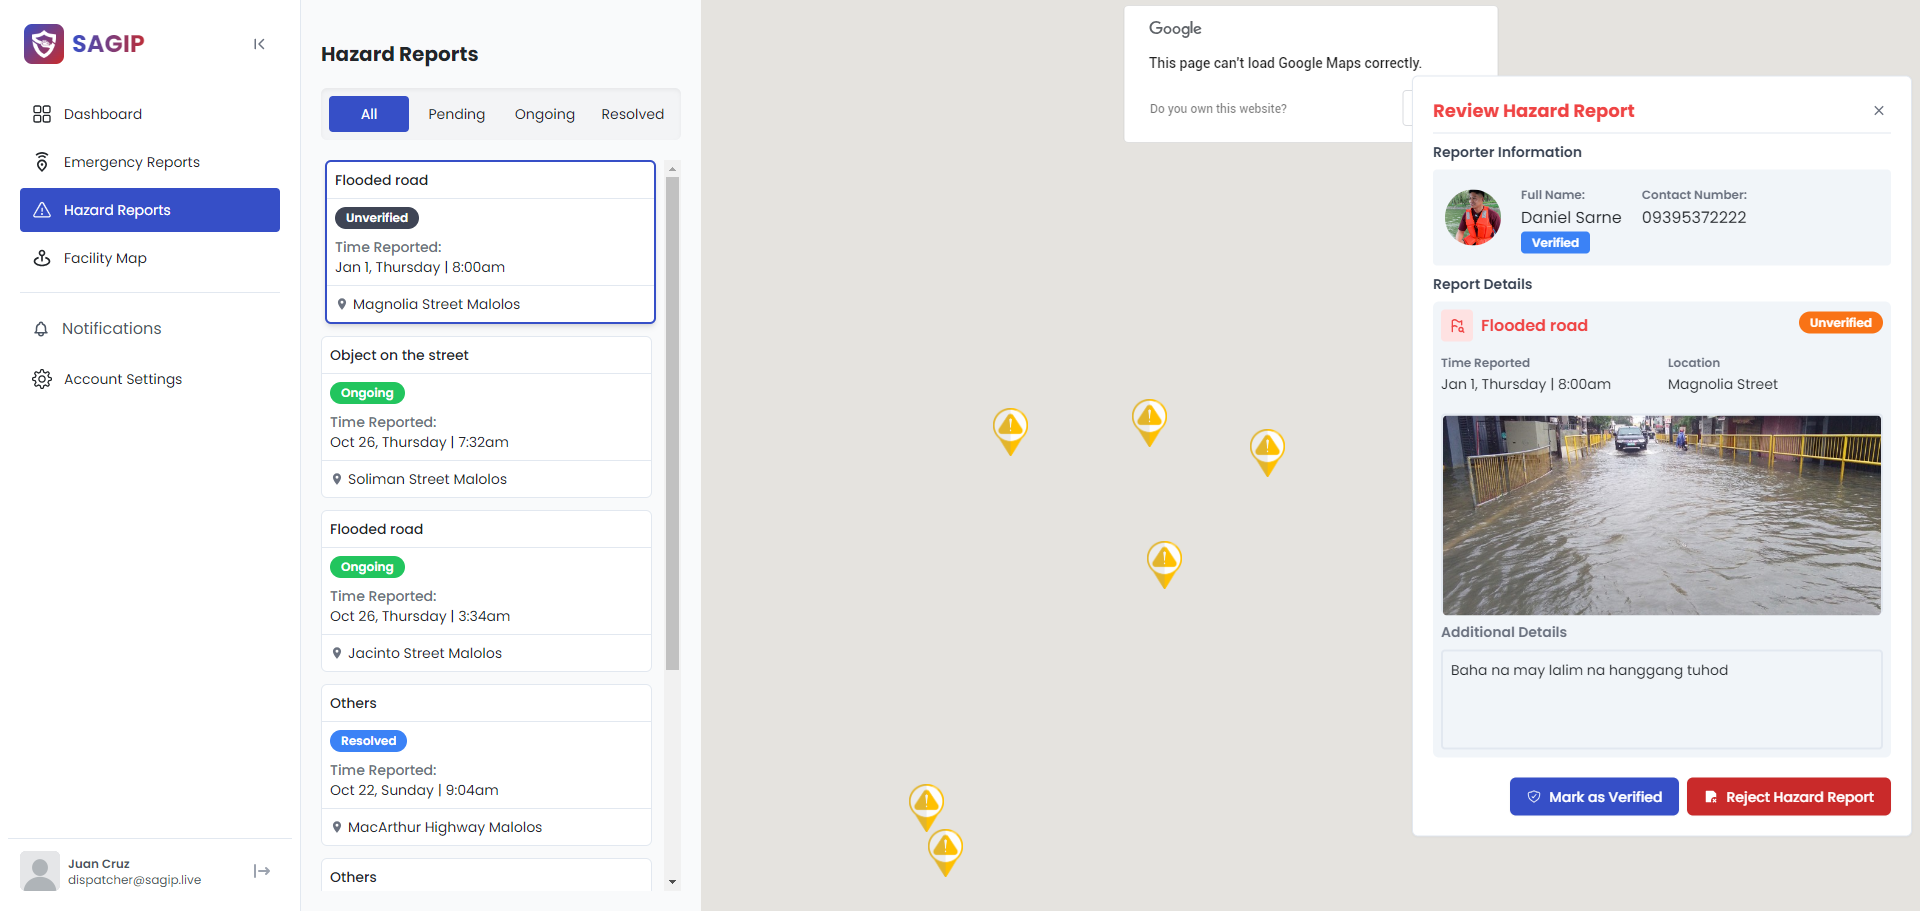 SAGIP
Dashboard
Emergency Reports
Hazard Reports
Facility Map
Notifications
Account Settings
Juan Cruz
dispatcher@sagip.live
Hazard Reports
All
Pending
Ongoing
Resolved
Flooded road
Unverified
Time Reported:
Jan 1, Thursday | 8:00am
Magnolia Street Malolos
Object on the street
Ongoing
Time Reported:
Oct 26, Thursday | 7:32am
Soliman Street Malolos
Flooded road
Ongoing
Time Reported:
Oct 26, Thursday | 3:34am
Jacinto Street Malolos
Others
Resolved
Time Reported:
Oct 22, Sunday | 9:04am
MacArthur Highway Malolos
Others
Google
This page can't load Google Maps correctly.
Do you own this website?
Review Hazard Report
Reporter Information
Full Name:
Daniel Sarne
Verified
Contact Number:
09395372222
Report Details
Flooded road
Unverified
Time Reported
Jan 1, Thursday | 8:00am
Location
Magnolia Street
Additional Details
Baha na may lalim na hanggang tuhod
Mark as Verified
Reject Hazard Report